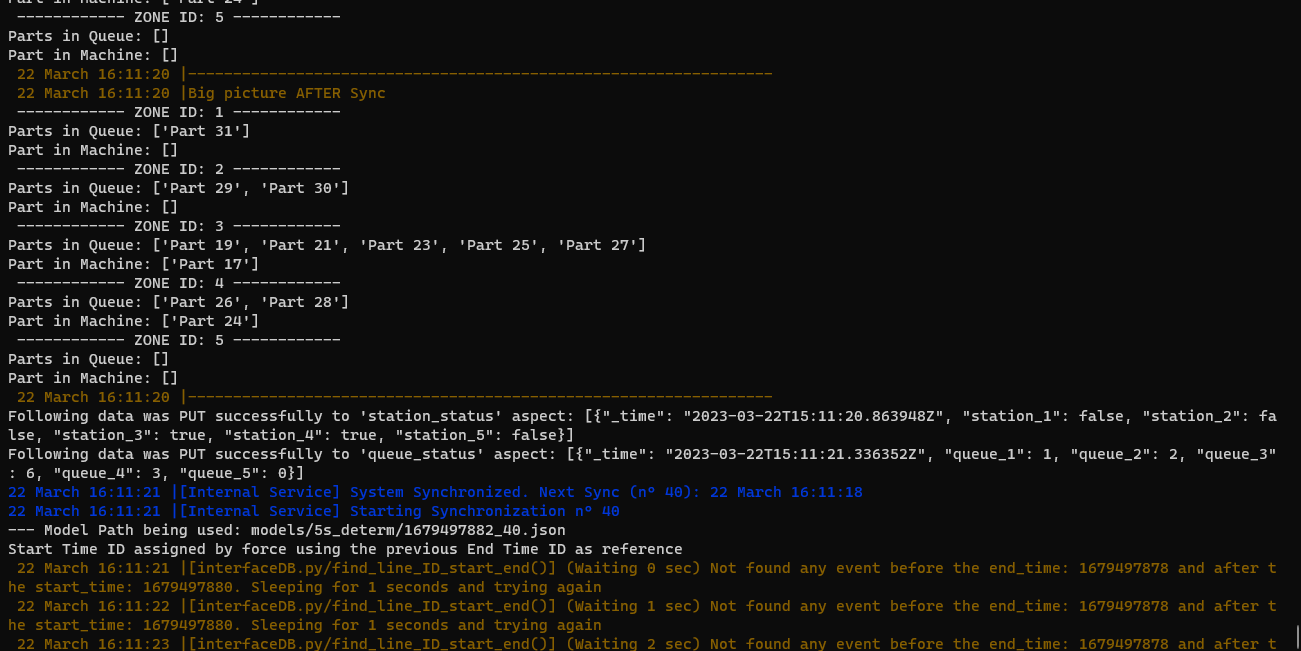 Part in Machine: ['Part 24']
 ------------ ZONE ID: 5 ------------
Parts in Queue: []
Part in Machine: []
 22 March 16:11:20 |-----------------------------------------------------------------
 22 March 16:11:20 |Big picture AFTER Sync
 ------------ ZONE ID: 1 ------------
Parts in Queue: ['Part 31']
Part in Machine: []
 ------------ ZONE ID: 2 ------------
Parts in Queue: ['Part 29', 'Part 30']
Part in Machine: []
 ------------ ZONE ID: 3 ------------
Parts in Queue: ['Part 19', 'Part 21', 'Part 23', 'Part 25', 'Part 27']
Part in Machine: ['Part 17']
 ------------ ZONE ID: 4 ------------
Parts in Queue: ['Part 26', 'Part 28']
Part in Machine: ['Part 24']
 ------------ ZONE ID: 5 ------------
Parts in Queue: []
Part in Machine: []
 22 March 16:11:20 |-----------------------------------------------------------------
Following data was PUT successfully to 'station_status' aspect: [{"_time": "2023-03-22T15:11:20.863948Z", "station_1": false, "station_2": fa
lse, "station_3": true, "station_4": true, "station_5": false}]
Following data was PUT successfully to 'queue_status' aspect: [{"_time": "2023-03-22T15:11:21.336352Z", "queue_1": 1, "queue_2": 2, "queue_3"
: 6, "queue_4": 3, "queue_5": 0}]
22 March 16:11:21 |[Internal Service] System Synchronized. Next Sync (n° 40): 22 March 16:11:18
22 March 16:11:21 |[Internal Service] Starting Synchronization n° 40
--- Model Path being used: models/5s_determ/1679497882_40.json
Start Time ID assigned by force using the previous End Time ID as reference
 22 March 16:11:21 |[interfaceDB.py/find_line_ID_start_end()] (Waiting 0 sec) Not found any event before the end_time: 1679497878 and after t
he start_time: 1679497880. Sleeping for 1 seconds and trying again
 22 March 16:11:22 |[interfaceDB.py/find_line_ID_start_end()] (Waiting 1 sec) Not found any event before the end_time: 1679497878 and after t
he start_time: 1679497880. Sleeping for 1 seconds and trying again
 22 March 16:11:23 |[interfaceDB.py/find_line_ID_start_end()] (Waiting 2 sec) Not found any event before the end_time: 1679497878 and after t